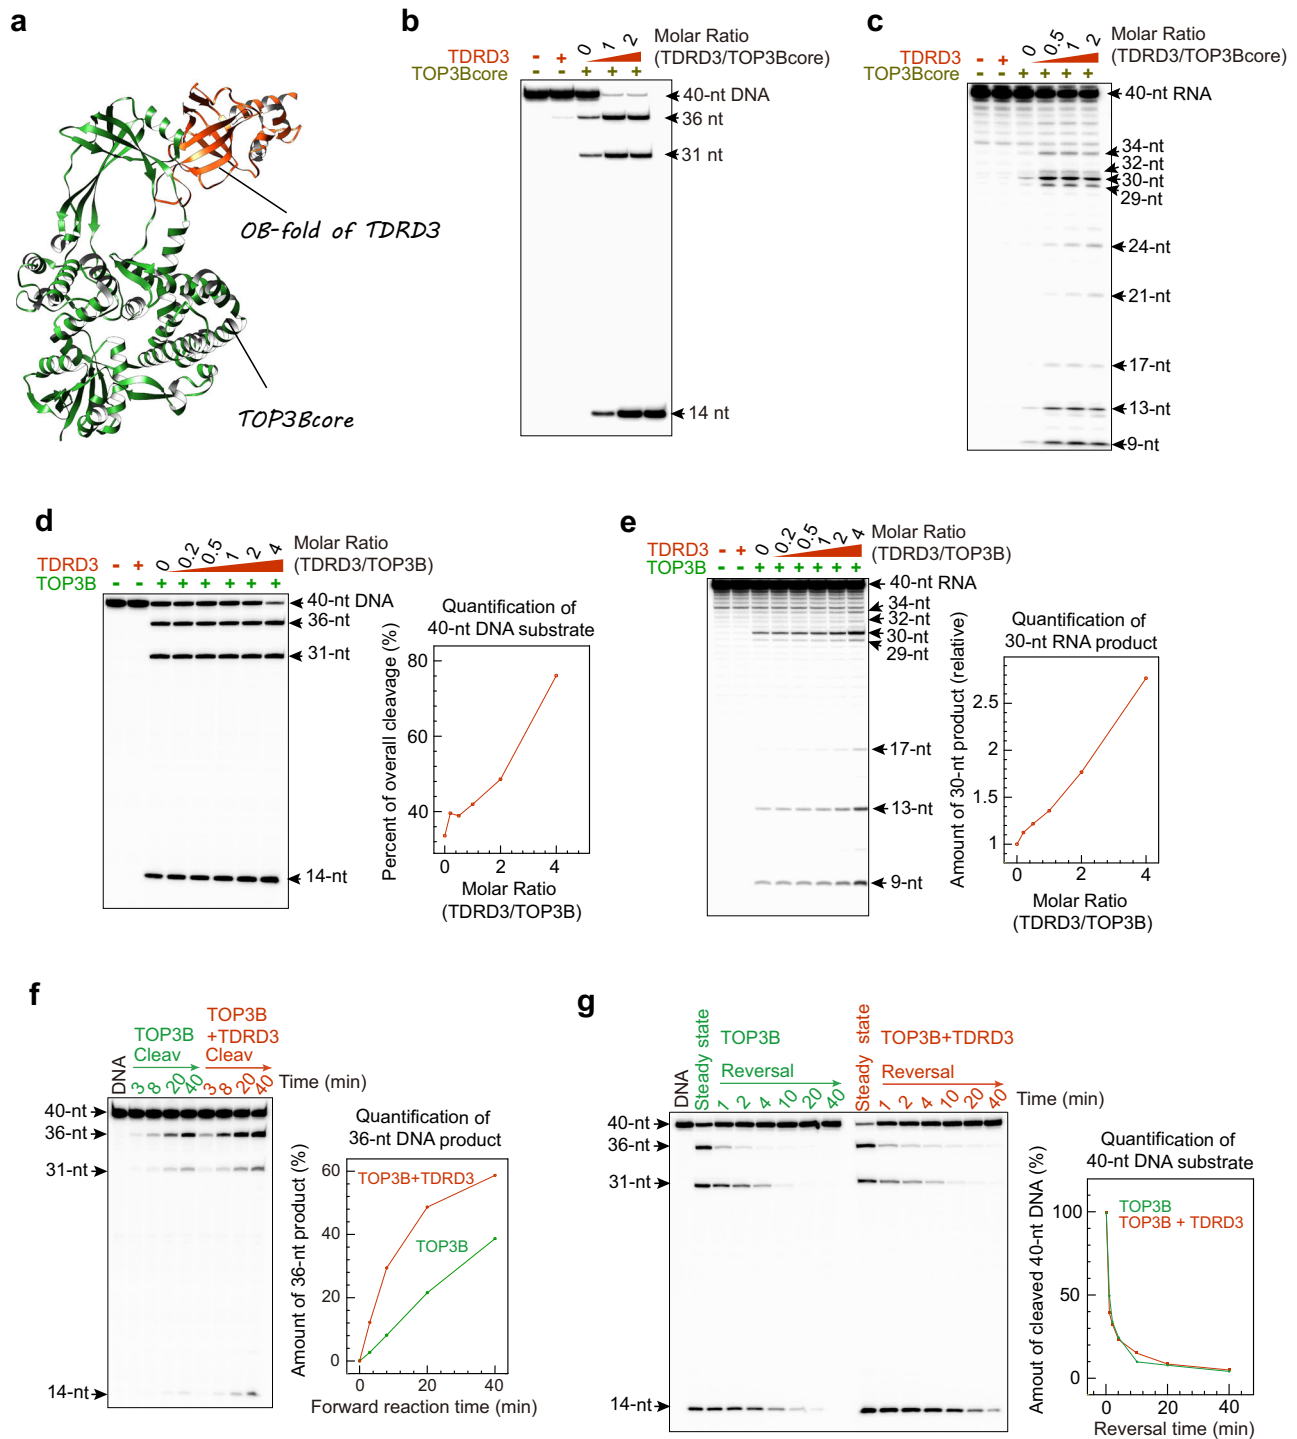 a
OB-fold of TDRD3
TOP3Bcore
b
0 1 2
Molar Ratio
(TDRD3/TOP3Bcore)
TDRD3 - +
TOP3Bcore - - + + +
40-nt DNA
36 nt
31 nt
14 nt
c
0 0.5 1 2
Molar Ratio
(TDRD3/TOP3Bcore)
TDRD3 - +
TOP3Bcore - - + + + +
40-nt RNA
34-nt
32-nt
30-nt
29-nt
24-nt
21-nt
17-nt
13-nt
9-nt
d
0 0.2 0.5 1 2 4
Molar Ratio
(TDRD3/TOP3B)
TDRD3 - +
TOP3B - - + + + + + +
40-nt DNA
36-nt
31-nt
14-nt
Quantification of
40-nt DNA substrate
Percent of overall cleavage (%)
80
60
40
0 2 4
Molar Ratio
(TDRD3/TOP3B)
e
0 0.2 0.5 1 2 4
Molar Ratio
(TDRD3/TOP3B)
TDRD3 - +
TOP3B - - + + + + + +
40-nt RNA
34-nt
32-nt
30-nt
29-nt
17-nt
13-nt
9-nt
Quantification of
30-nt RNA product
Amount of 30-nt product (relative)
2.5
2
1.5
1
0 2 4
Molar Ratio
(TDRD3/TOP3B)
f
DNA
TOP3B
Cleav
TOP3B
+TDRD3
Cleav
3 8 20 40 3 8 20 40 Time (min)
40-nt
36-nt
31-nt
14-nt
Quantification of
36-nt DNA product
Amount of 36-nt product (%)
60
40
20
0
TOP3B+TDRD3
TOP3B
0 20 40
Forward reaction time (min)
g
DNA
Steady state
TOP3B
Reversal
1 2 4 10 20 40
Steady state
TOP3B+TDRD3
Reversal
1 2 4 10 20 40 Time (min)
40-nt
36-nt
31-nt
14-nt
Quantification of
40-nt DNA substrate
Amout of cleaved 40-nt DNA (%)
100
50
0
TOP3B
TOP3B + TDRD3
0 20 40
Reversal time (min)